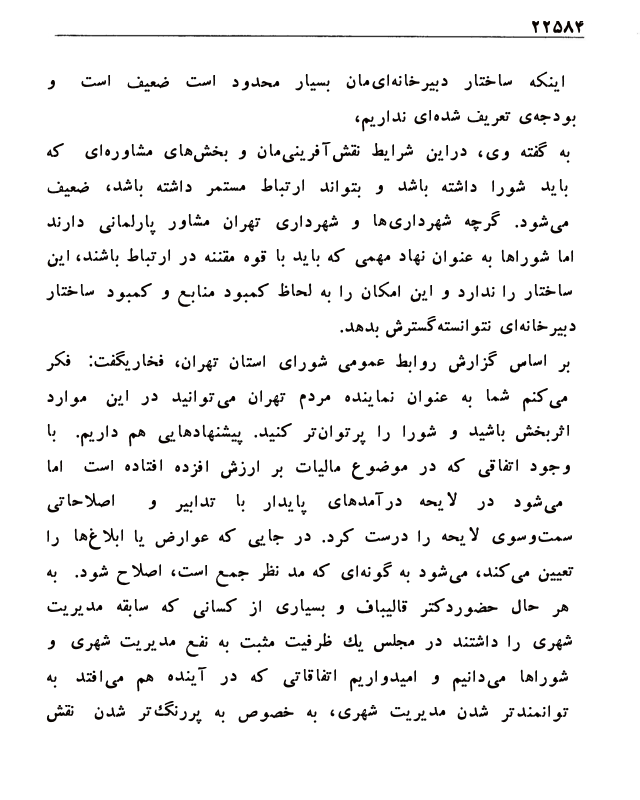 ۲۲۵۸۴
اینکه ساختار دبیرخانه‌ای‌مان بسیار محدود است ضعیف است و
بودجه‌ی تعریف شده‌ای نداریم،
به گفته وی، دراین شرایط نقش‌آفرینی‌مان و بخش‌های مشاوره‌ای که
باید شورا داشته باشد و بتواند ارتباط مستمر داشته باشد، ضعیف
می‌شود. گرچه شهرداری‌ها و شهرداری تهران مشاور پارلمانی دارند
اما شوراها به عنوان نهاد مهمی که باید با قوه مقننه در ارتباط باشند، این
ساختار را ندارد و این امکان را به لحاظ کمبود منابع و کمبود ساختار
دبیرخانه‌ای نتوانسته‌گسترش بدهد.
بر اساس گزارش روابط عمومی شورای استان تهران، فخاریگفت: فکر
می‌کنم شما به عنوان نماینده مردم تهران می‌توانید در این موارد
اثربخش باشید و شورا را پرتوان‌تر کنید. پیشنهادهایی هم داریم. با
وجود اتفاقی که در موضوع مالیات بر ارزش افزده افتاده است اما
می‌شود در لایحه درآمدهای پایدار با تدابیر و اصلاحاتی
سمت‌وسوی لایحه را درست کرد. در جایی که عوارض یا ابلاغ‌ها را
تعیین می‌کند، می‌شود به گونه‌ای که مد نظر جمع است، اصلاح شود. به
هر حال حضوردکتر قالیباف و بسیاری از کسانی که سابقه مدیریت
شهری را داشتند در مجلس یك ظرفیت مثبت به نفع مدیریت شهری و
شوراها می‌دانیم و امیدواریم اتفاقاتی که در آینده هم می‌افتد به
توانمندتر شدن مدیریت شهری، به خصوص به پررنگ‌تر شدن نقش